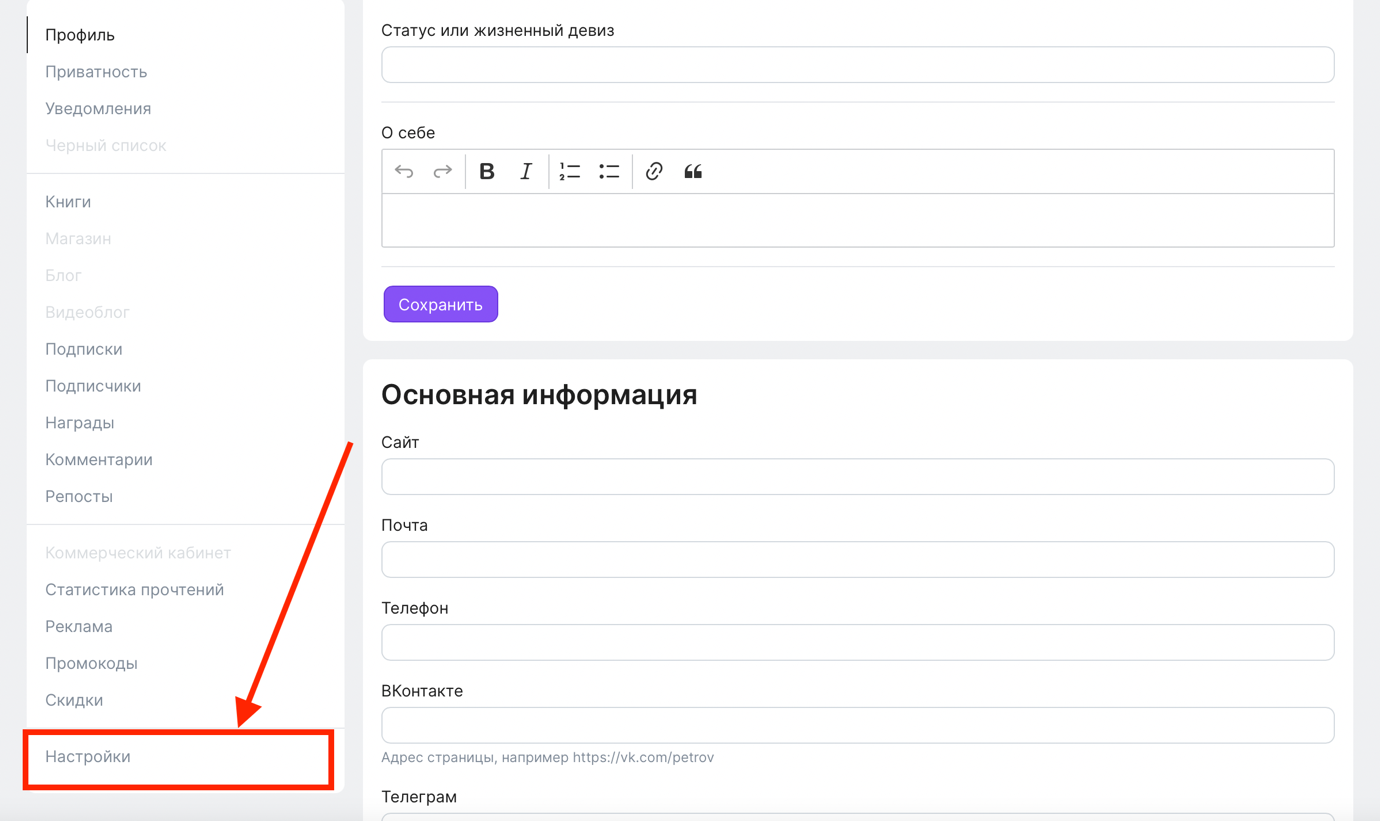 Профиль
Приватность
Уведомления
Черный список
Книги
Магазин
Блог
Видеоблог
Подписки
Подписчики
Награды
Комментарии
Репосты
Коммерческий кабинет
Статистика прочтений
Реклама
Промокоды
Скидки
Настройки
Статус или жизненный девиз
О себе
Сохранить
Основная информация
Сайт
Почта
Телефон
ВКонтакте
Адрес страницы, например https://vk.com/petrov
Телеграм